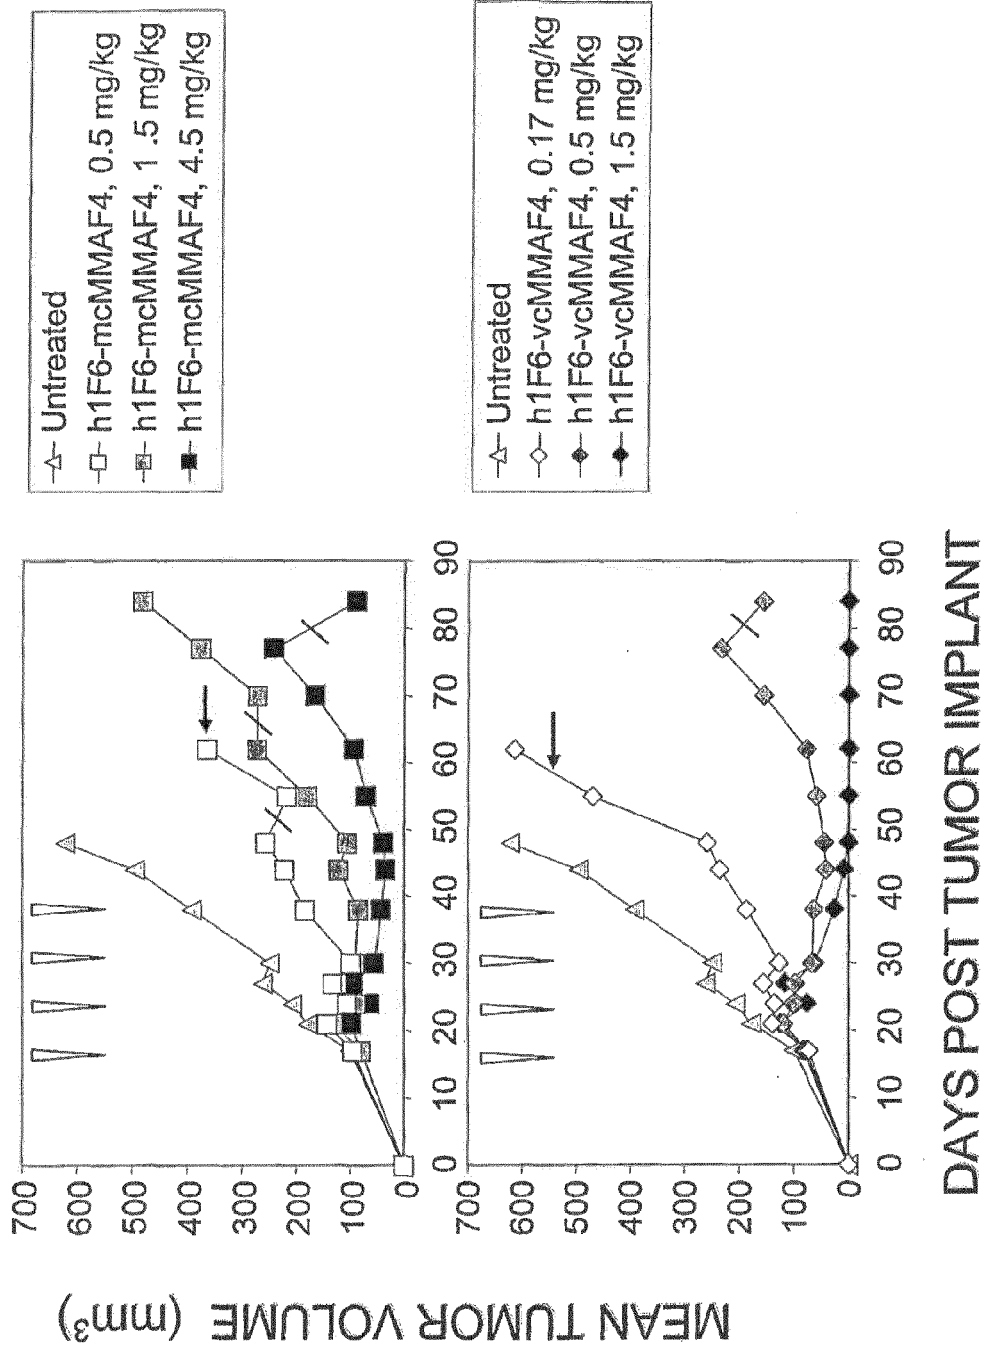 MEAN TUMOR VOLUME (mm³)
700
600
500
400
300
200
100
0
0 10 20 30 40 50 60 70 80 90
Untreated
h1F6-mcMMAF4, 0.5 mg/kg
h1F6-mcMMAF4, 1 .5 mg/kg
h1F6-mcMMAF4, 4.5 mg/kg
700
600
500
400
300
200
100
0
0 10 20 30 40 50 60 70 80 90
Untreated
h1F6-vcMMAF4, 0.17 mg/kg
h1F6-vcMMAF4, 0.5 mg/kg
h1F6-vcMMAF4, 1.5 mg/kg
DAYS POST TUMOR IMPLANT